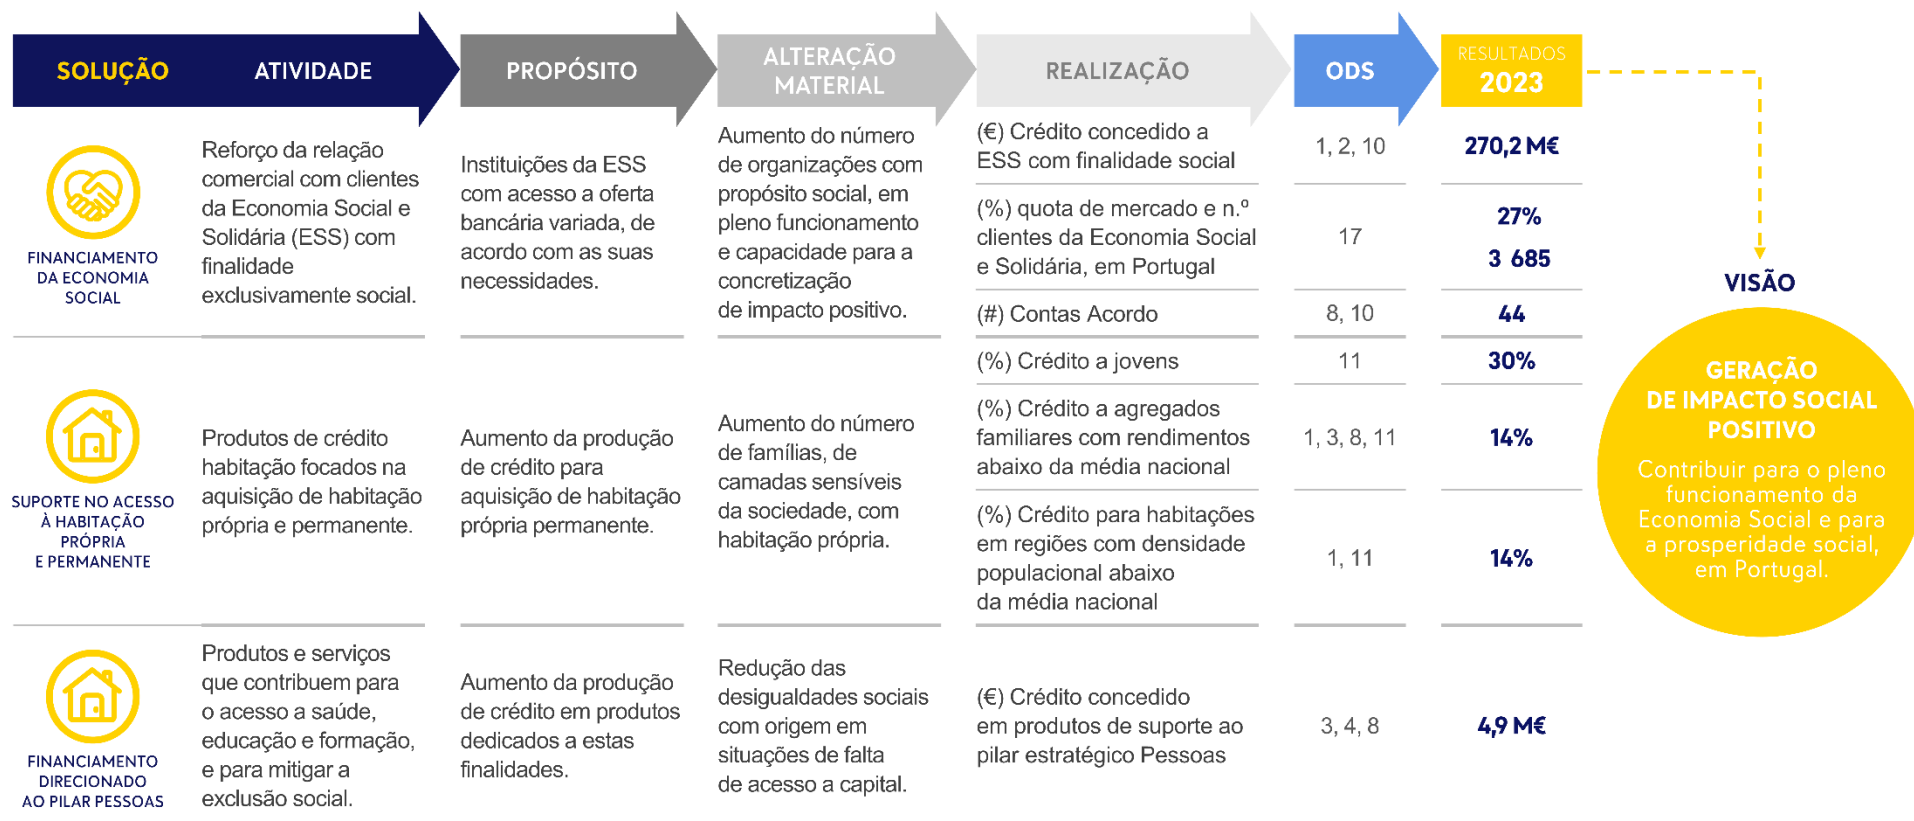 SOLUÇÃO
ATIVIDADE
PROPÓSITO
ALTERAÇÃO
MATERIAL
REALIZAÇÃO
ODS
RESULTADOS
2023
FINANCIAMENTO
DA ECONOMIA
SOCIAL
Reforço da relação
comercial com clientes
da Economia Social e
Solidária (ESS) com
finalidade
exclusivamente social.
Instituições da ESS
com acesso a oferta
bancária variada, de
acordo com as suas
necessidades.
Aumento do número
de organizações com
propósito social, em
pleno funcionamento
e capacidade para a
concretização
de impacto positivo.
(€) Crédito concedido a
ESS com finalidade social
1, 2, 10
270,2 M€
(%) quota de mercado e n.º
clientes da Economia Social
e Solidária, em Portugal
17
27%
3 685
(#) Contas Acordo
8, 10
44
SUPORTE NO ACESSO
À HABITAÇÃO
PRÓPRIA
E PERMANENTE
Produtos de crédito
habitação focados na
aquisição de habitação
própria e permanente.
Aumento da produção
de crédito para
aquisição de habitação
própria permanente.
Aumento do número
de famílias, de
camadas sensíveis
da sociedade, com
habitação própria.
(%) Crédito a jovens
11
30%
(%) Crédito a agregados
familiares com rendimentos
abaixo da média nacional
1, 3, 8, 11
14%
(%) Crédito para habitações
em regiões com densidade
populacional abaixo
da média nacional
1, 11
14%
FINANCIAMENTO
DIRECIONADO
AO PILAR PESSOAS
Produtos e serviços
que contribuem para
o acesso a saúde,
educação e formação,
e para mitigar a
exclusão social.
Aumento da produção
de crédito em produtos
dedicados a estas
finalidades.
Redução das
desigualdades sociais
com origem em
situações de falta
de acesso a capital.
(€) Crédito concedido
em produtos de suporte ao
pilar estratégico Pessoas
3, 4, 8
4,9 M€
VISÃO
GERAÇÃO
DE IMPACTO SOCIAL
POSITIVO
Contribuir para o pleno
funcionamento da
Economia Social e para
a prosperidade social,
em Portugal.